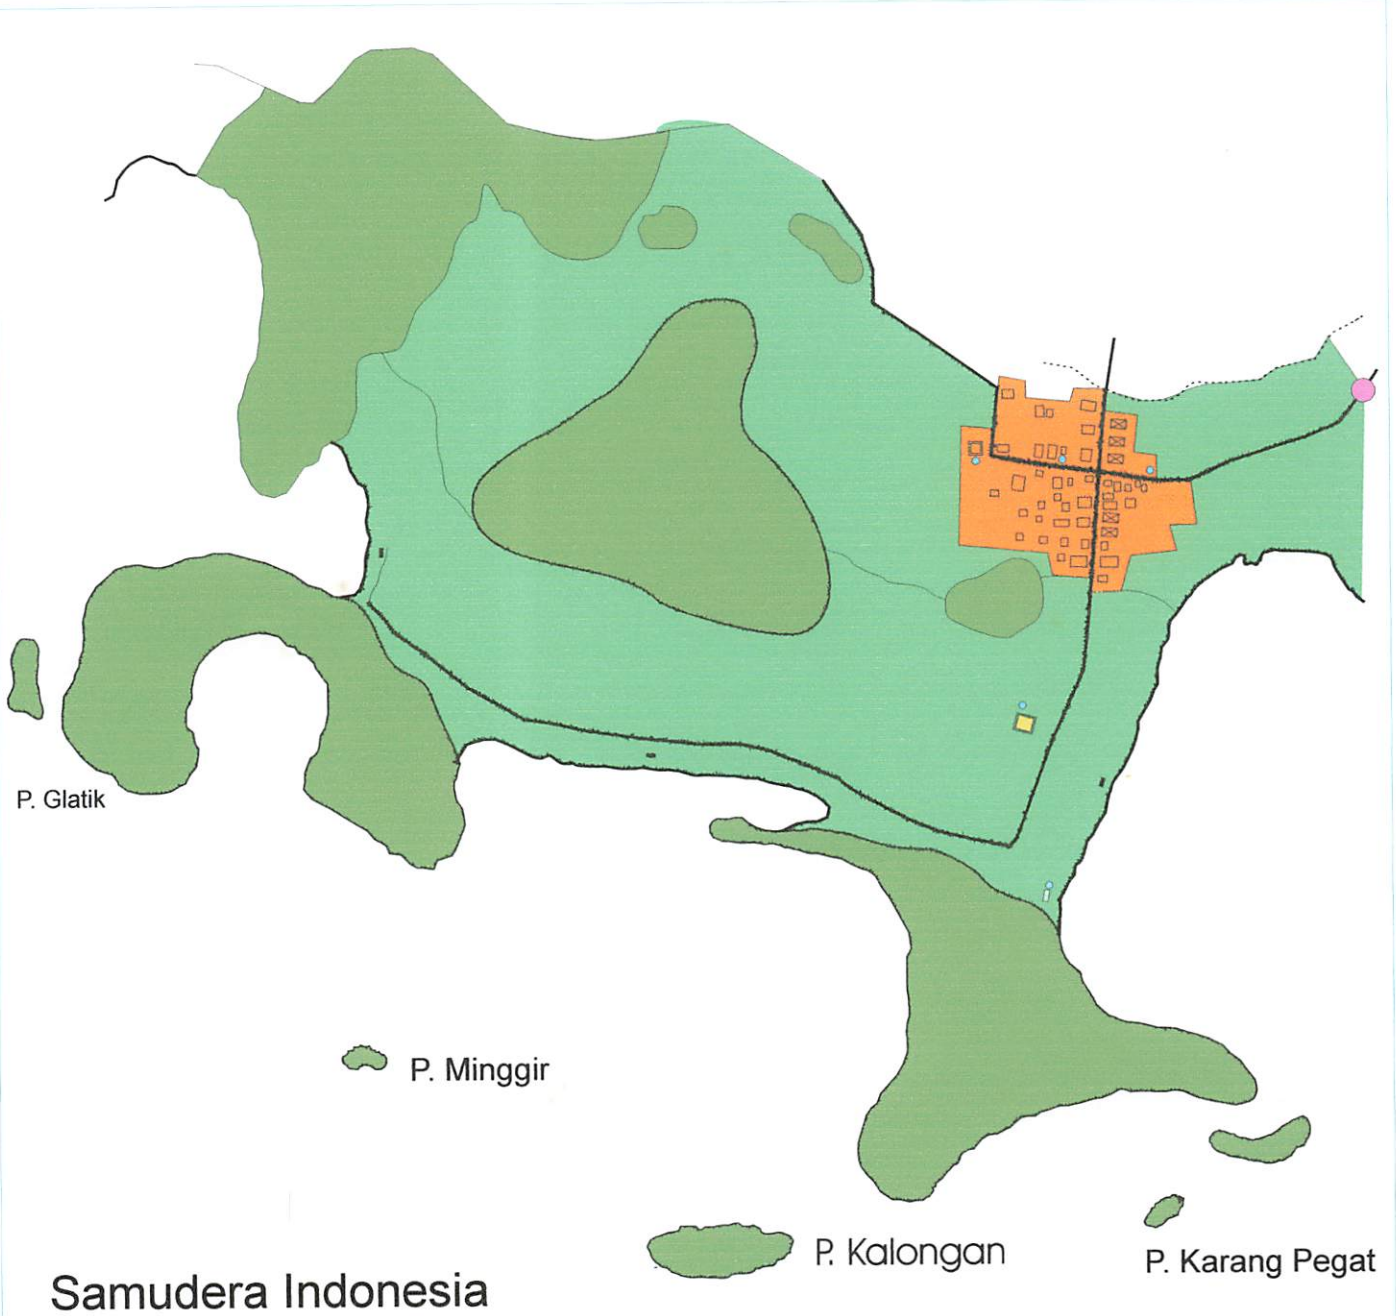 P. Glatik
P. Minggir
P. Kalongan
P. Karang Pegat
Samudera Indonesia